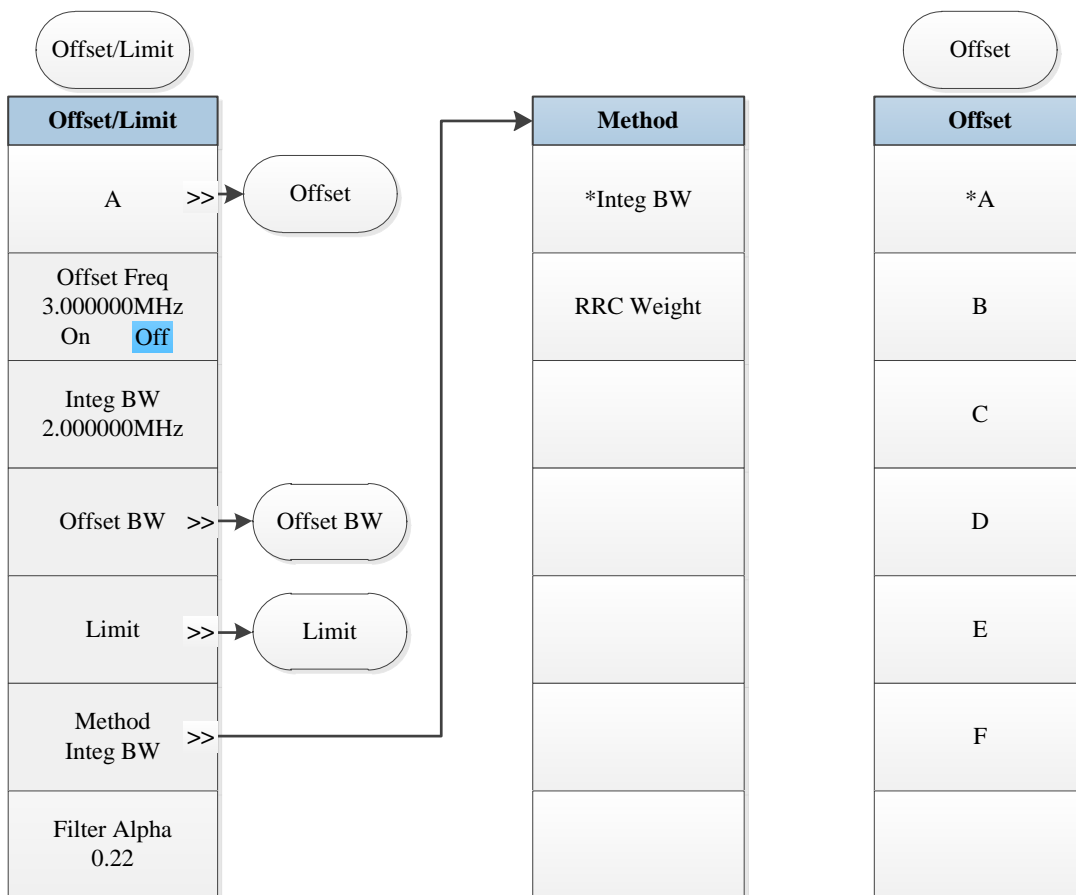 Offset/Limit
Offset/Limit
A >>
Offset
Offset Freq
3.000000MHz
On Off
Integ BW
2.000000MHz
Offset BW >>
Offset BW
Limit >>
Limit
Method
Integ BW >>
Filter Alpha
0.22
Method
*Integ BW
RRC Weight
Offset
Offset
*A
B
C
D
E
F